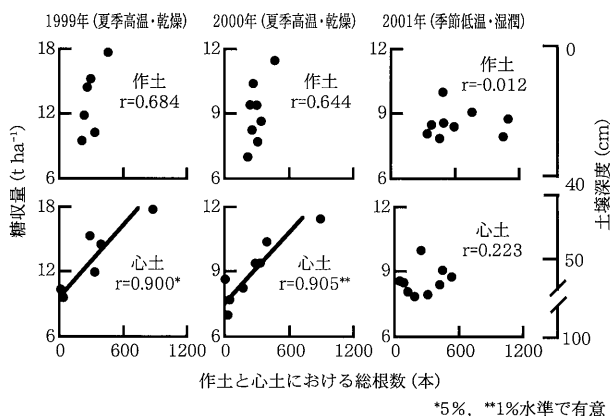 1999年(夏季高温・乾燥)
2000年(夏季高温・乾燥)
2001年(季節低温・湿潤)
18
12
6
作土
r=0.684
12
9
6
作土
r=0.644
12
9
6
作土
r=-0.012
0
40
糖収量(t ha⁻¹)
土壌深度(cm)
18
12
6
心土
r=0.900*
12
9
6
心土
r=0.905**
12
9
6
心土
r=0.223
50
100
0 600 1200
0 600 1200
0 600 1200
作土と心土における総根数(本)
*5%，**1%水準で有意